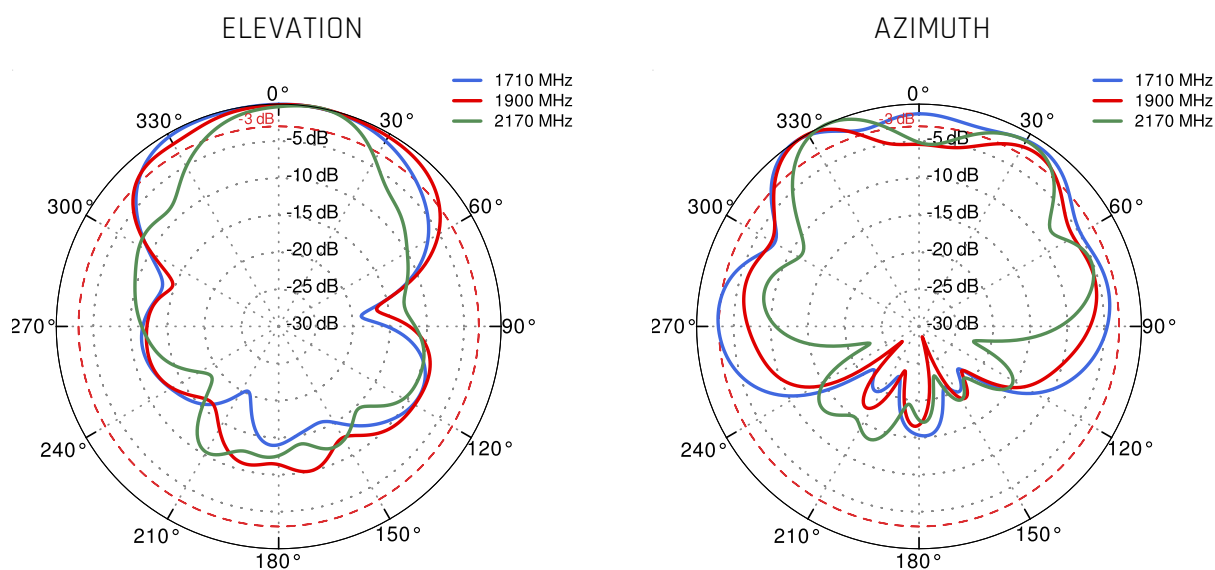 ELEVATION
1710 MHz
1900 MHz
2170 MHz
0°
30°
60°
90°
120°
150°
180°
210°
240°
270°
300°
330°
-3 dB
-5 dB
-10 dB
-15 dB
-20 dB
-25 dB
-30 dB
AZIMUTH
1710 MHz
1900 MHz
2170 MHz
0°
30°
60°
90°
120°
150°
180°
210°
240°
270°
300°
330°
-3 dB
-5 dB
-10 dB
-15 dB
-20 dB
-25 dB
-30 dB